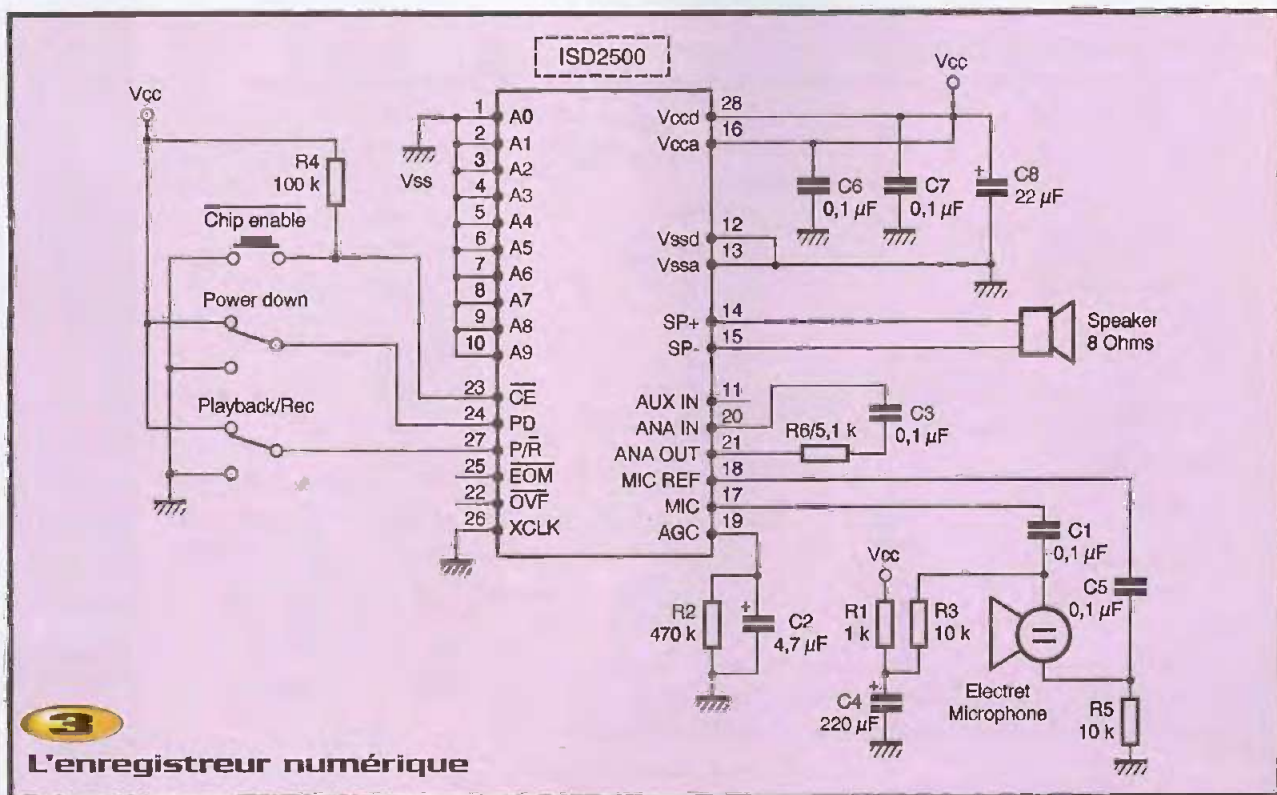 ISD2500
Vcc
R4
100 k
Chip enable
Power down
Playback/Rec
Vss
1 A0
2 A1
3 A2
4 A3
5 A4
6 A5
7 A6
8 A7
9 A8
10 A9
23 CE
24 PD
27 P/R
25 EOM
22 OVF
26 XCLK
Vccd 28
Vcca 16
Vssd 12
Vssa 13
SP+ 14
SP- 15
AUX IN 11
ANA IN 20
ANA OUT 21
MIC REF 18
MIC 17
AGC 19
Vcc
C6
0,1 µF
C7
0,1 µF
C8
+
22 µF
Speaker
8 Ohms
R6/5,1 k
C3
0,1 µF
C1
0,1 µF
C5
0,1 µF
R2
470 k
+
C2
4,7 µF
Vcc
R1
1 k
R3
10 k
+
C4
220 µF
Electret
Microphone
R5
10 k
3
L'enregistreur numérique